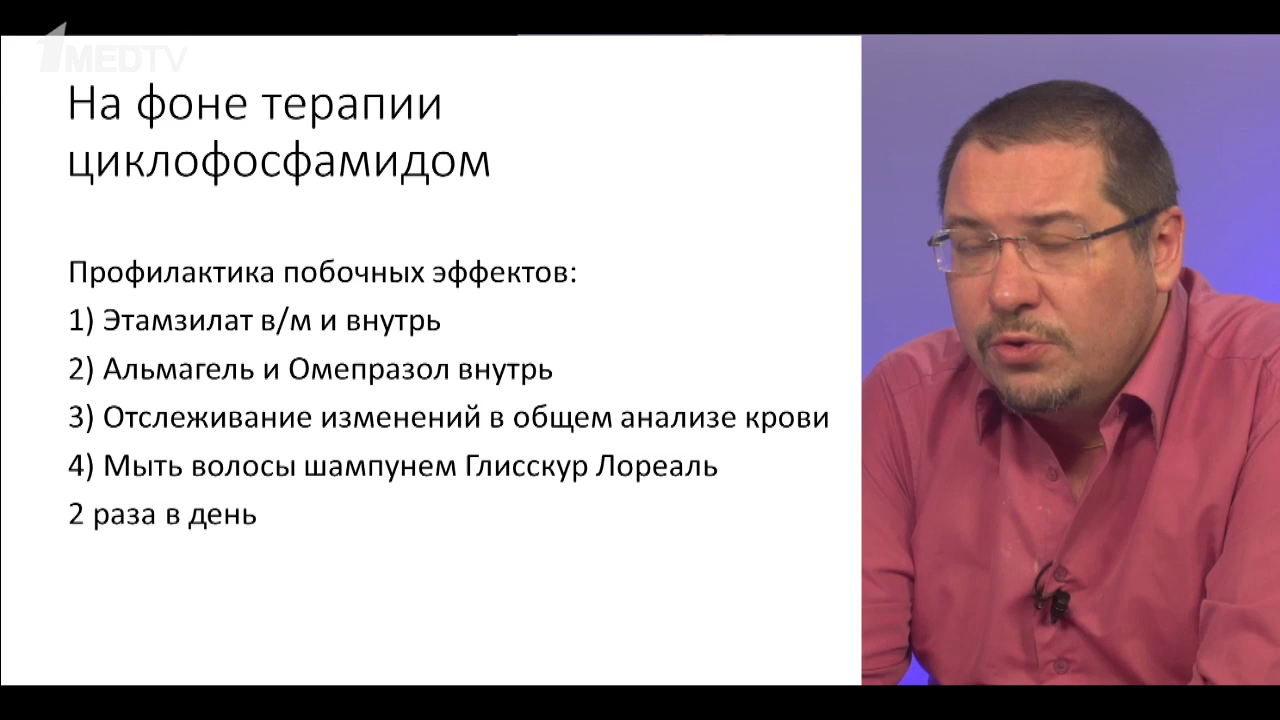 1MEDTV
На фоне терапии
циклофосфамидом
Профилактика побочных эффектов:
1) Этамзилат в/м и внутрь
2) Альмагель и Омепразол внутрь
3) Отслеживание изменений в общем анализе крови
4) Мыть волосы шампунем Глисскур Лореаль
2 раза в день